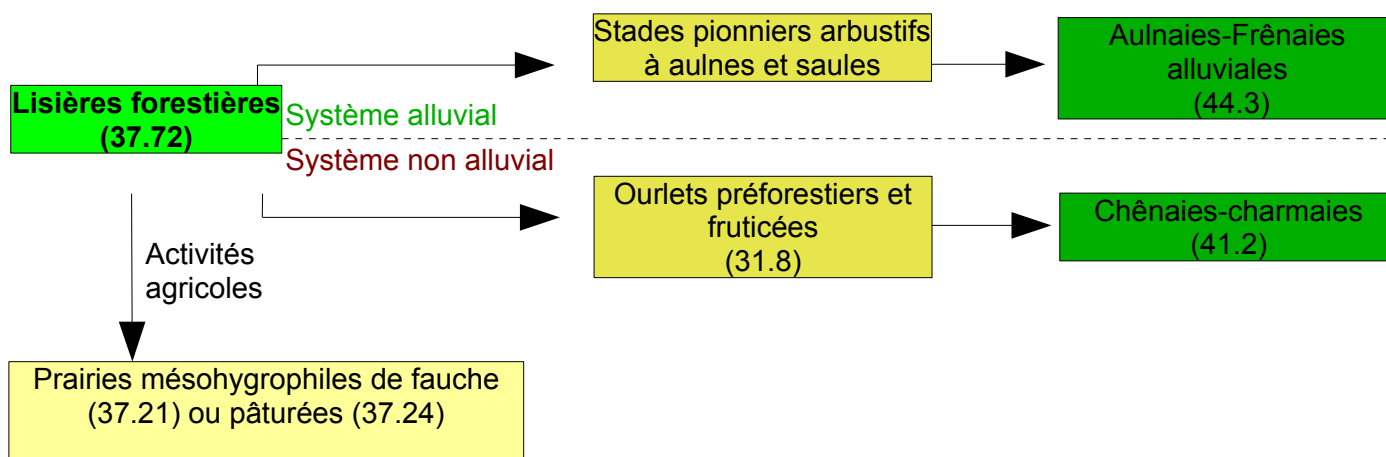 Stades pionniers arbustifs
à aulnes et saules
Aulnaies-Frênaies
alluviales
(44.3)
Lisières forestières
(37.72)
Système alluvial
Système non alluvial
Ourlets préforestiers et
fruticées
(31.8)
Chênaies-charmaies
(41.2)
Activités
agricoles
Prairies mésohygrophiles de fauche
(37.21) ou pâturées (37.24)